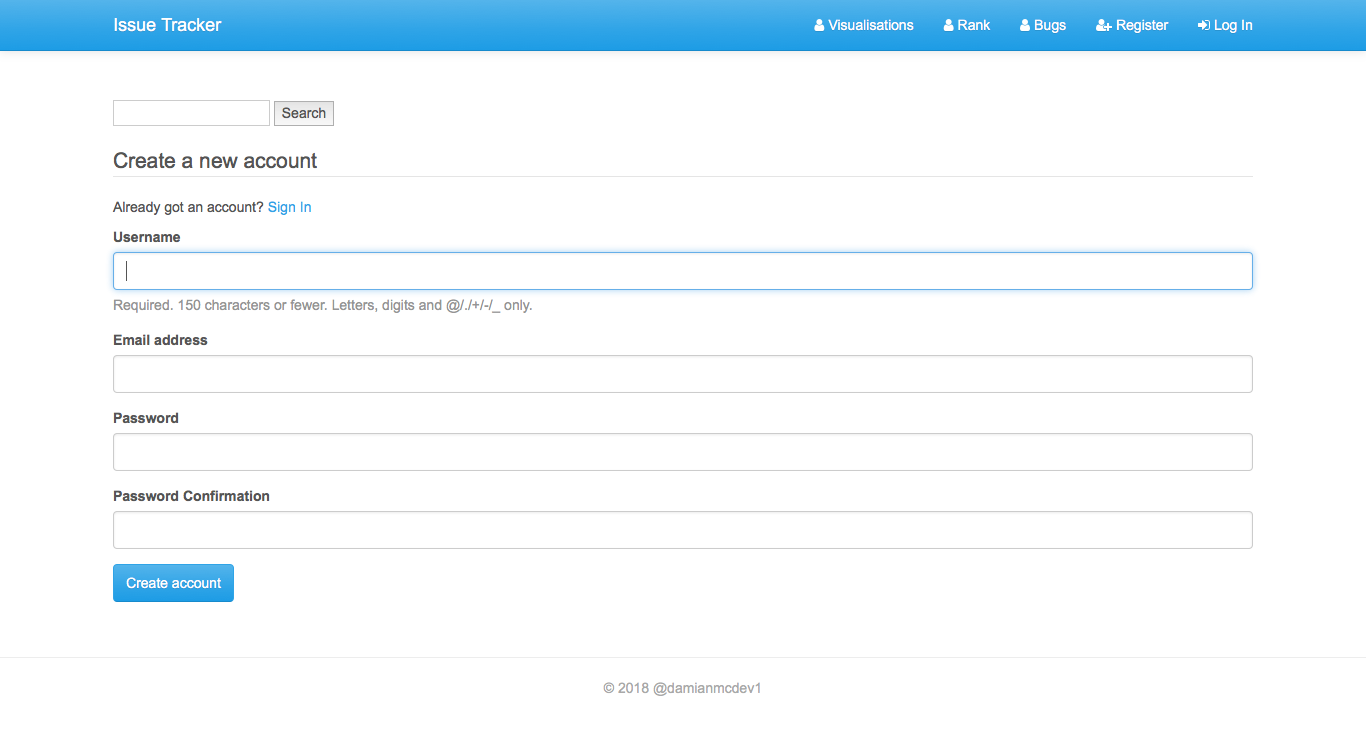 Issue Tracker Visualisations Rank Bugs Register Log In
Search
Create a new account
Already got an account? Sign In
Username
Required. 150 characters or fewer. Letters, digits and @/./+/-/_ only.
Email address
Password
Password Confirmation
Create account
© 2018 @damianmcdev1